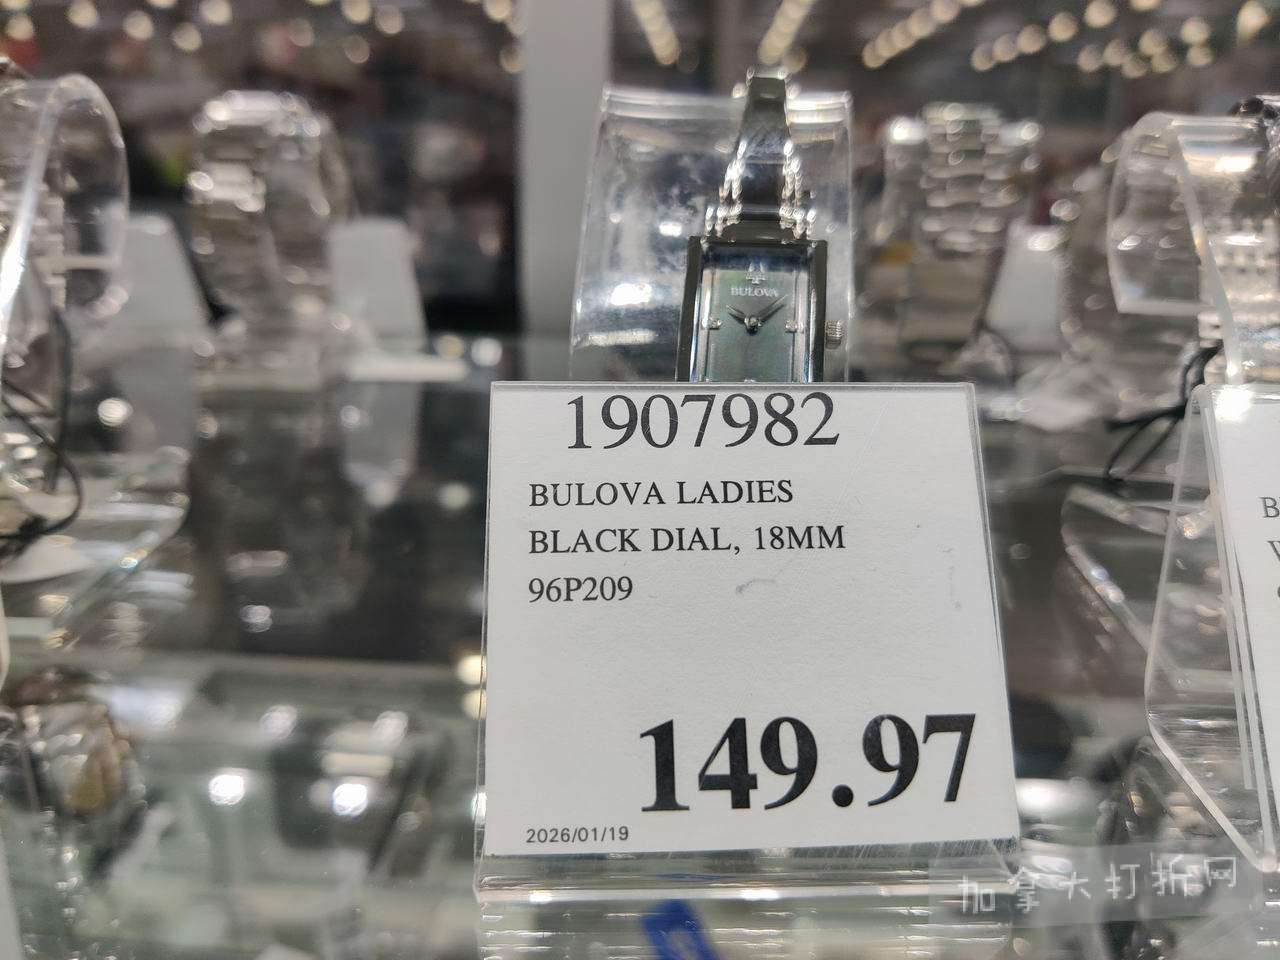 BULOVA
1907982
BULOVA LADIES
BLACK DIAL, 18MM
96P209
149.97
2026/01/19
加拿大打折网
B